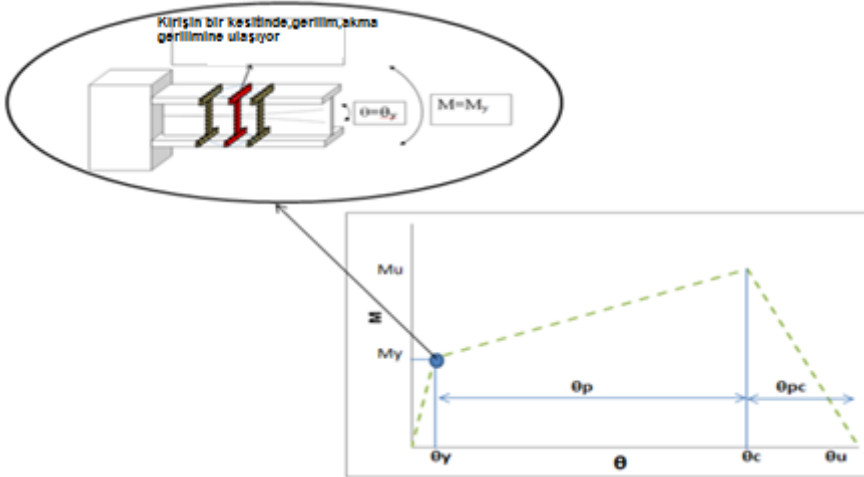 Kirişin bir kesitinde,gerilim,akma
gerilimine ulaşıyor
θ=θy
M=My
Mu
M
My
θp
θpc
θy
θ
θc
θu